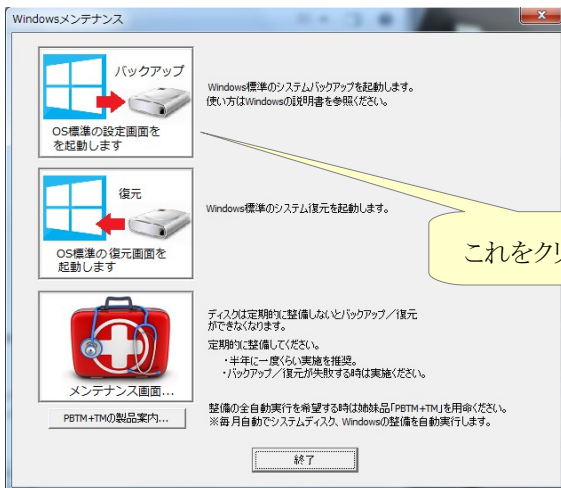 Windowsメンテナンス
バックアップ
OS標準の設定画面を
を起動します
Windows標準のシステムバックアップを起動します。
使い方はWindowsの説明書を参照ください。
復元
OS標準の復元画面を
起動します
Windows標準のシステム復元を起動します。
これをクリ
メンテナンス画面...
ディスクは定期的に整備しないとバックアップ/復元
ができなくなります。
定期的に整備してください。
・半年に一度くらい実施を推奨。
・バックアップ/復元が失敗する時は実施ください。
PBTM+TMの製品案内...
整備の全自動実行を希望する時は姉妹品「PBTM+TM」を用命ください。
※毎月自動でシステムディスク、Windowsの整備を自動実行します。
終了